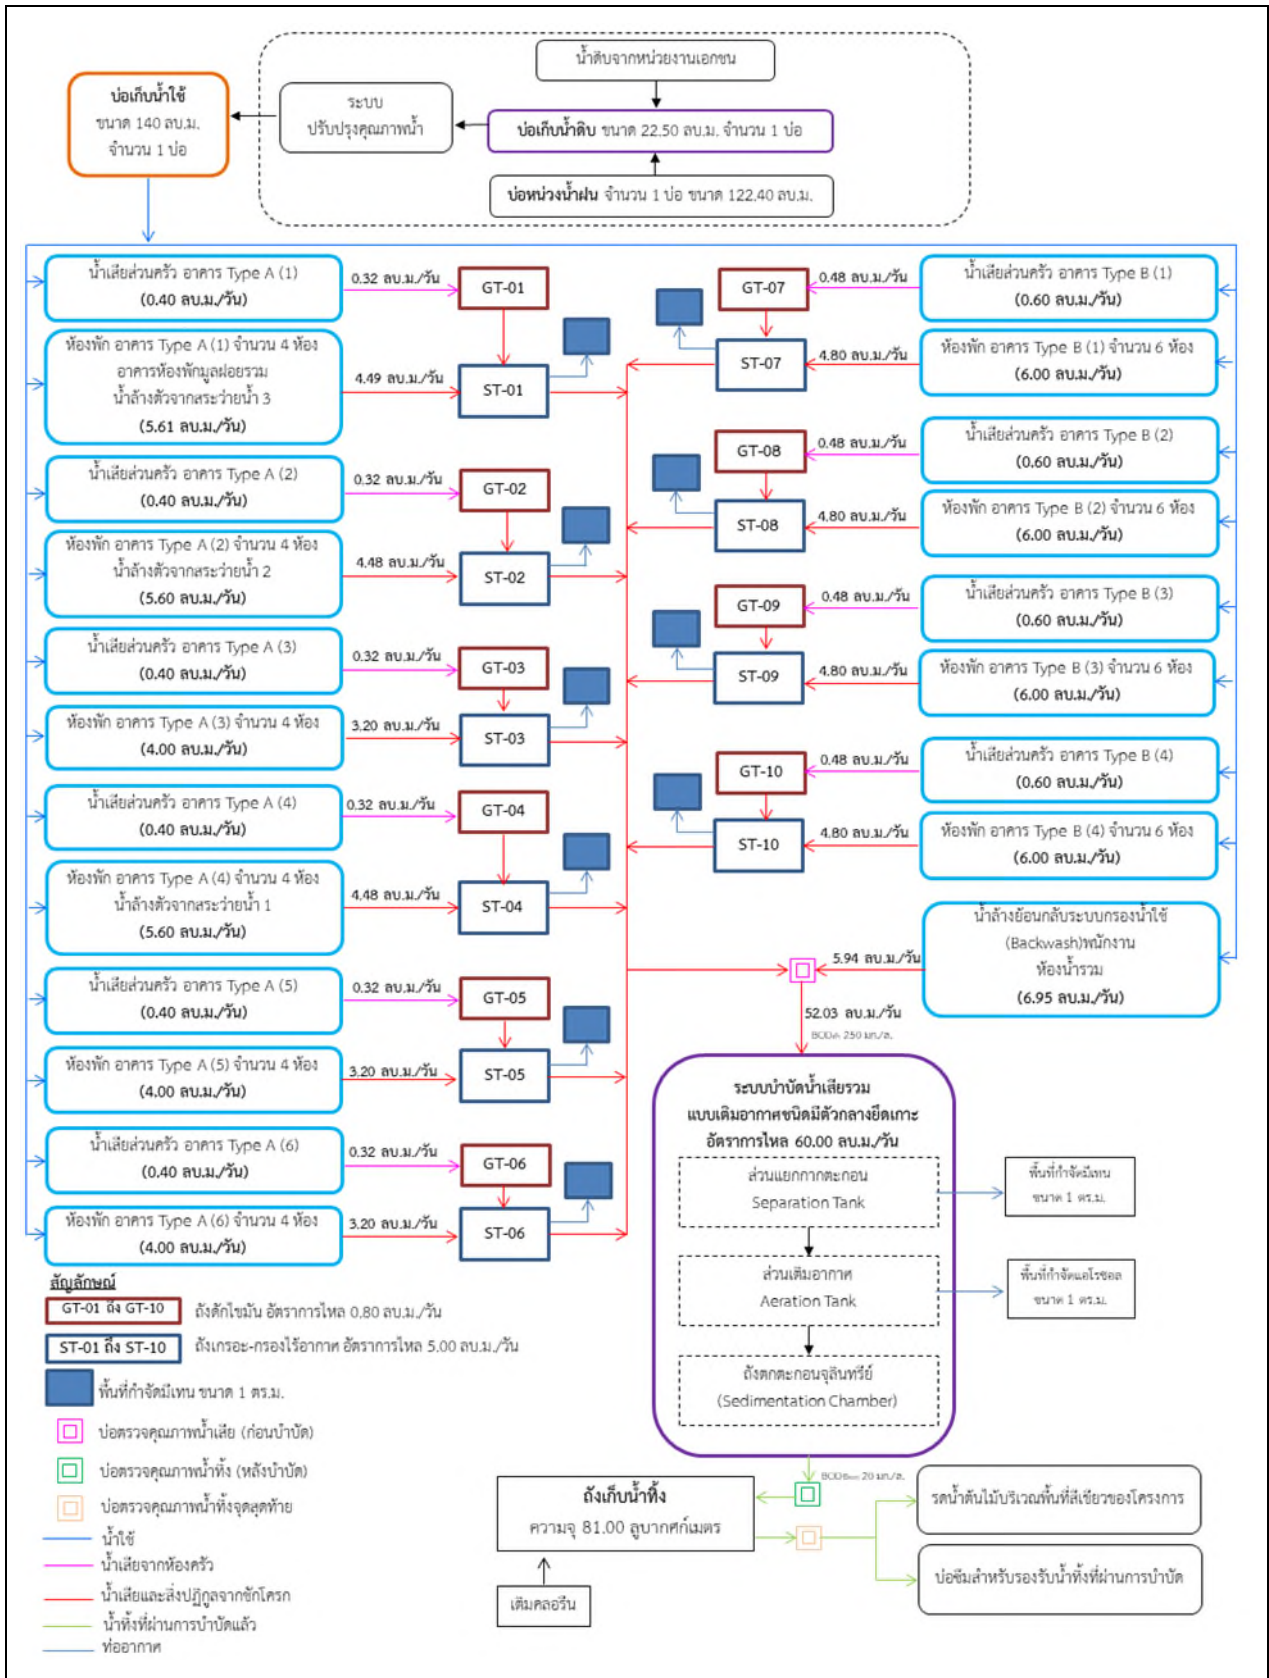 น้ำดิบจากหน่วยงานเอกชน
บ่อเก็บน้ำใช้
ขนาด 140 ลบ.ม.
จำนวน 1 บ่อ
ระบบ
ปรับปรุงคุณภาพน้ำ
บ่อเก็บน้ำดิบ ขนาด 22.50 ลบ.ม. จำนวน 1 บ่อ
บ่อหน่วงน้ำฝน จำนวน 1 บ่อ ขนาด 122.40 ลบ.ม.
น้ำเสียส่วนครัว อาคาร Type A (1)
(0.40 ลบ.ม./วัน)
0.32 ลบ.ม./วัน
GT-01
ห้องพัก อาคาร Type A (1) จำนวน 4 ห้อง
อาคารห้องพักมูลฝอยรวม
น้ำล้างตัวจากสระว่ายน้ำ 3
(5.61 ลบ.ม./วัน)
4.49 ลบ.ม./วัน
ST-01
น้ำเสียส่วนครัว อาคาร Type A (2)
(0.40 ลบ.ม./วัน)
0.32 ลบ.ม./วัน
GT-02
ห้องพัก อาคาร Type A (2) จำนวน 4 ห้อง
น้ำล้างตัวจากสระว่ายน้ำ 2
(5.60 ลบ.ม./วัน)
4.48 ลบ.ม./วัน
ST-02
น้ำเสียส่วนครัว อาคาร Type A (3)
(0.40 ลบ.ม./วัน)
0.32 ลบ.ม./วัน
GT-03
ห้องพัก อาคาร Type A (3) จำนวน 4 ห้อง
(4.00 ลบ.ม./วัน)
3.20 ลบ.ม./วัน
ST-03
น้ำเสียส่วนครัว อาคาร Type A (4)
(0.40 ลบ.ม./วัน)
0.32 ลบ.ม./วัน
GT-04
ห้องพัก อาคาร Type A (4) จำนวน 4 ห้อง
น้ำล้างตัวจากสระว่ายน้ำ 1
(5.60 ลบ.ม./วัน)
4.48 ลบ.ม./วัน
ST-04
น้ำเสียส่วนครัว อาคาร Type A (5)
(0.40 ลบ.ม./วัน)
0.32 ลบ.ม./วัน
GT-05
ห้องพัก อาคาร Type A (5) จำนวน 4 ห้อง
(4.00 ลบ.ม./วัน)
3.20 ลบ.ม./วัน
ST-05
น้ำเสียส่วนครัว อาคาร Type A (6)
(0.40 ลบ.ม./วัน)
0.32 ลบ.ม./วัน
GT-06
ห้องพัก อาคาร Type A (6) จำนวน 4 ห้อง
(4.00 ลบ.ม./วัน)
3.20 ลบ.ม./วัน
ST-06
GT-07
0.48 ลบ.ม./วัน
น้ำเสียส่วนครัว อาคาร Type B (1)
(0.60 ลบ.ม./วัน)
ST-07
4.80 ลบ.ม./วัน
ห้องพัก อาคาร Type B (1) จำนวน 6 ห้อง
(6.00 ลบ.ม./วัน)
GT-08
0.48 ลบ.ม./วัน
น้ำเสียส่วนครัว อาคาร Type B (2)
(0.60 ลบ.ม./วัน)
ST-08
4.80 ลบ.ม./วัน
ห้องพัก อาคาร Type B (2) จำนวน 6 ห้อง
(6.00 ลบ.ม./วัน)
GT-09
0.48 ลบ.ม./วัน
น้ำเสียส่วนครัว อาคาร Type B (3)
(0.60 ลบ.ม./วัน)
ST-09
4.80 ลบ.ม./วัน
ห้องพัก อาคาร Type B (3) จำนวน 6 ห้อง
(6.00 ลบ.ม./วัน)
GT-10
0.48 ลบ.ม./วัน
น้ำเสียส่วนครัว อาคาร Type B (4)
(0.60 ลบ.ม./วัน)
ST-10
4.80 ลบ.ม./วัน
ห้องพัก อาคาร Type B (4) จำนวน 6 ห้อง
(6.00 ลบ.ม./วัน)
น้ำล้างย้อนกลับระบบกรองน้ำใช้
(Backwash)พนักงาน
ห้องน้ำรวม
(6.95 ลบ.ม./วัน)
5.94 ลบ.ม./วัน
52.03 ลบ.ม./วัน
250 มก./ล.
ระบบบำบัดน้ำเสียรวม
แบบเติมอากาศชนิดมีตัวกลางยึดเกาะ
อัตราการไหล 60.00 ลบ.ม./วัน
ส่วนแยกกากตะกอน
Separation Tank
ส่วนเติมอากาศ
Aeration Tank
ถังตกตะกอนจุลินทรีย์
(Sedimentation Chamber)
พื้นที่กำจัดมีเทน
ขนาด 1 ตร.ม.
พื้นที่กำจัดแอโรซอล
ขนาด 1 ตร.ม.
20 มก./ล.
ถังเก็บน้ำทิ้ง
ความจุ 81.00 ลูบากศก์เมตร
เติมคลอรีน
รดน้ำต้นไม้บริเวณพื้นที่สีเขียวของโครงการ
บ่อซึมสำหรับรองรับน้ำทิ้งที่ผ่านการบำบัด
สัญลักษณ์
GT-01 ถึง GT-10
ถังดักไขมัน อัตราการไหล 0.80 ลบ.ม./วัน
ST-01 ถึง ST-10
ถังเกรอะ-กรองไร้อากาศ อัตราการไหล 5.00 ลบ.ม./วัน
พื้นที่กำจัดมีเทน ขนาด 1 ตร.ม.
บ่อตรวจคุณภาพน้ำเสีย (ก่อนบำบัด)
บ่อตรวจคุณภาพน้ำทิ้ง (หลังบำบัด)
บ่อตรวจคุณภาพน้ำทิ้งจุดสุดท้าย
น้ำใช้
น้ำเสียจากห้องครัว
น้ำเสียและสิ่งปฏิกูลจากชักโครก
น้ำทิ้งที่ผ่านการบำบัดแล้ว
ท่ออากาศ